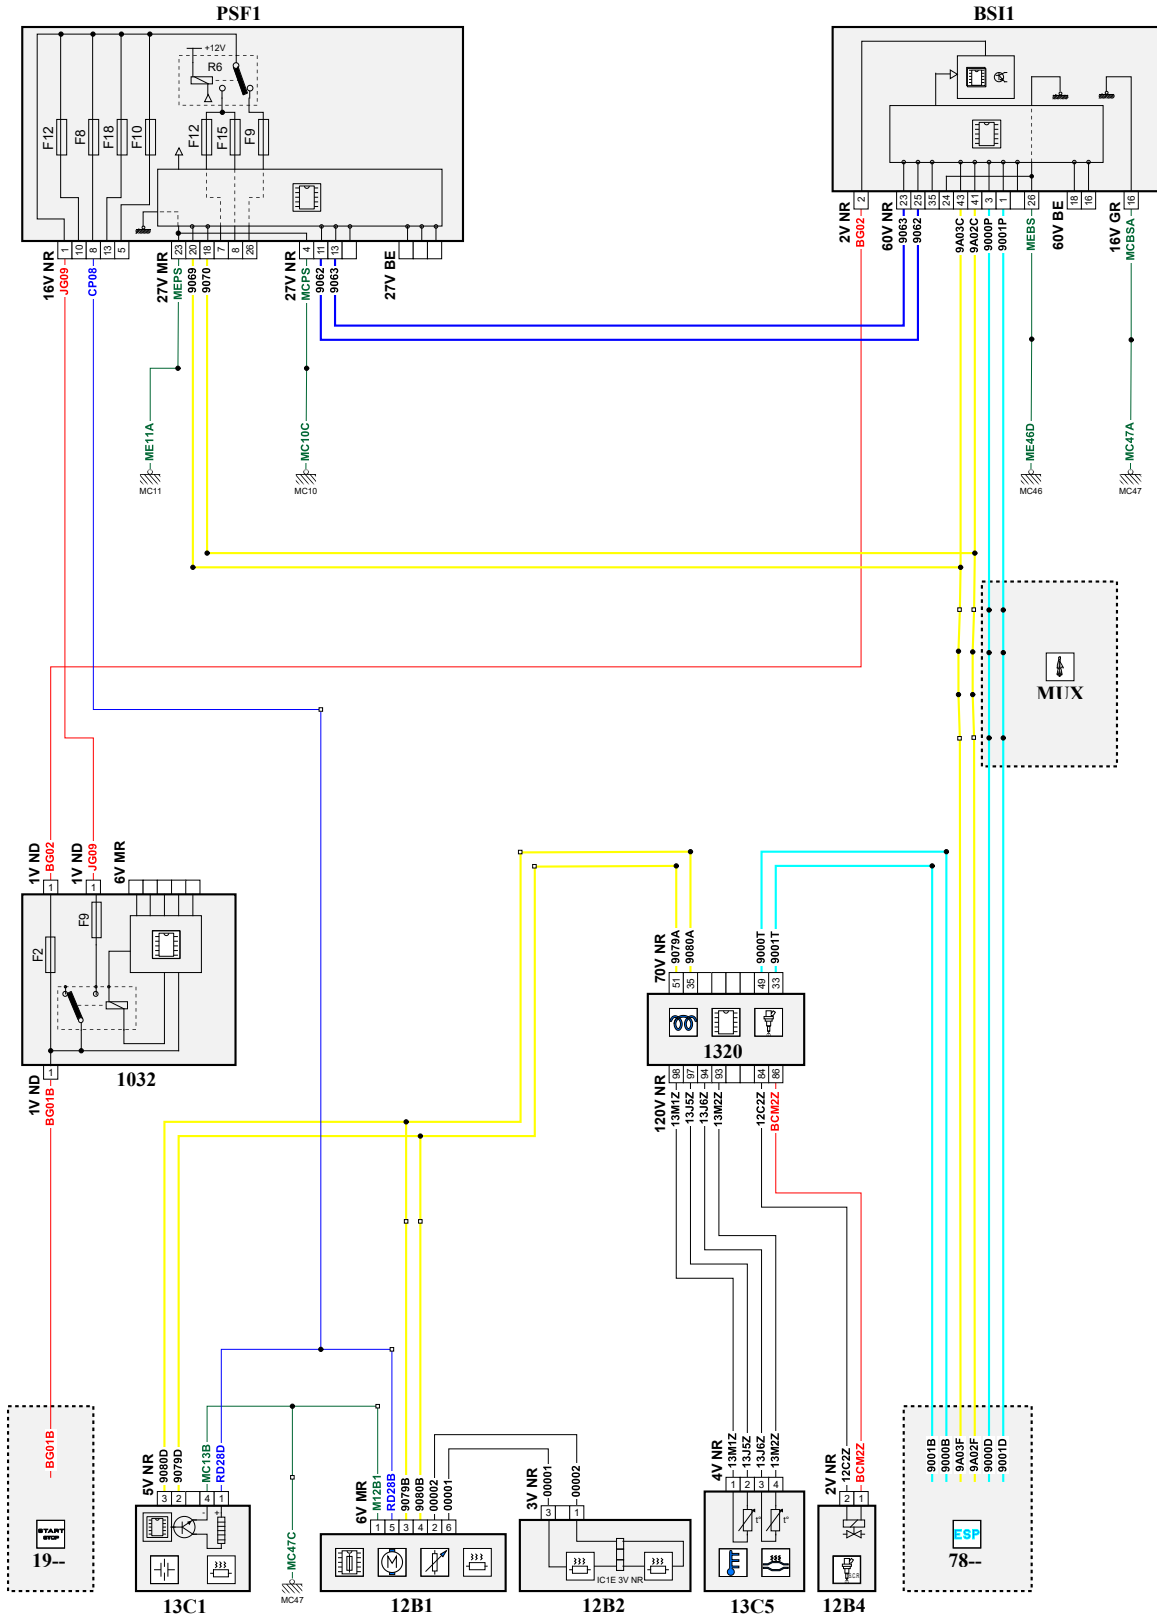 PSF1
BSI1
+12V
R6
F12
F8
F18
F10
F12
F15
F9
16V NR
1
10
8
13
5
27V MR
23
20
18
7
8
26
27V NR
4
11
13
27V BE
JG09
CP08
MEPS
9069
9070
MCPS
9062
9063
2V NR
2
60V NR
23
25
35
24
43
41
3
1
26
60V BE
18
16
16V GR
16
BG02
9063
9062
9A03C
9A02C
9000P
9001P
MEBS
MCBSA
ME11A
MC11
MC10C
MC10
ME46D
MC46
MC47A
MC47
MUX
1V ND
BG02
1
1V ND
JG09
1
6V MR
F2
F9
1V ND
1
1032
BG01B
70V NR
9079A
9080A
9000T
9001T
51
35
49
33
1320
120V NR
98
97
94
93
84
86
13M1Z
13J5Z
13J6Z
13M2Z
12C2Z
BCM2Z
BG01B
START
STOP
19--
5V NR
9080D
9079D
MC13B
RD28D
3
2
4
1
-
+
13C1
MC47C
MC47
6V MR
M12B1
RD28B
9079B
9080B
00002
00001
1
5
3
4
2
6
M
12B1
3V NR
00001
00002
3
1
IC1E 3V NR
12B2
4V NR
13M1Z
13J5Z
13J6Z
13M2Z
1
2
3
4
t°
t°
13C5
2V NR
12C2Z
BCM2Z
2
1
SCR
12B4
9001B
9000B
9A03F
9A02F
9000D
9001D
ESP
78--